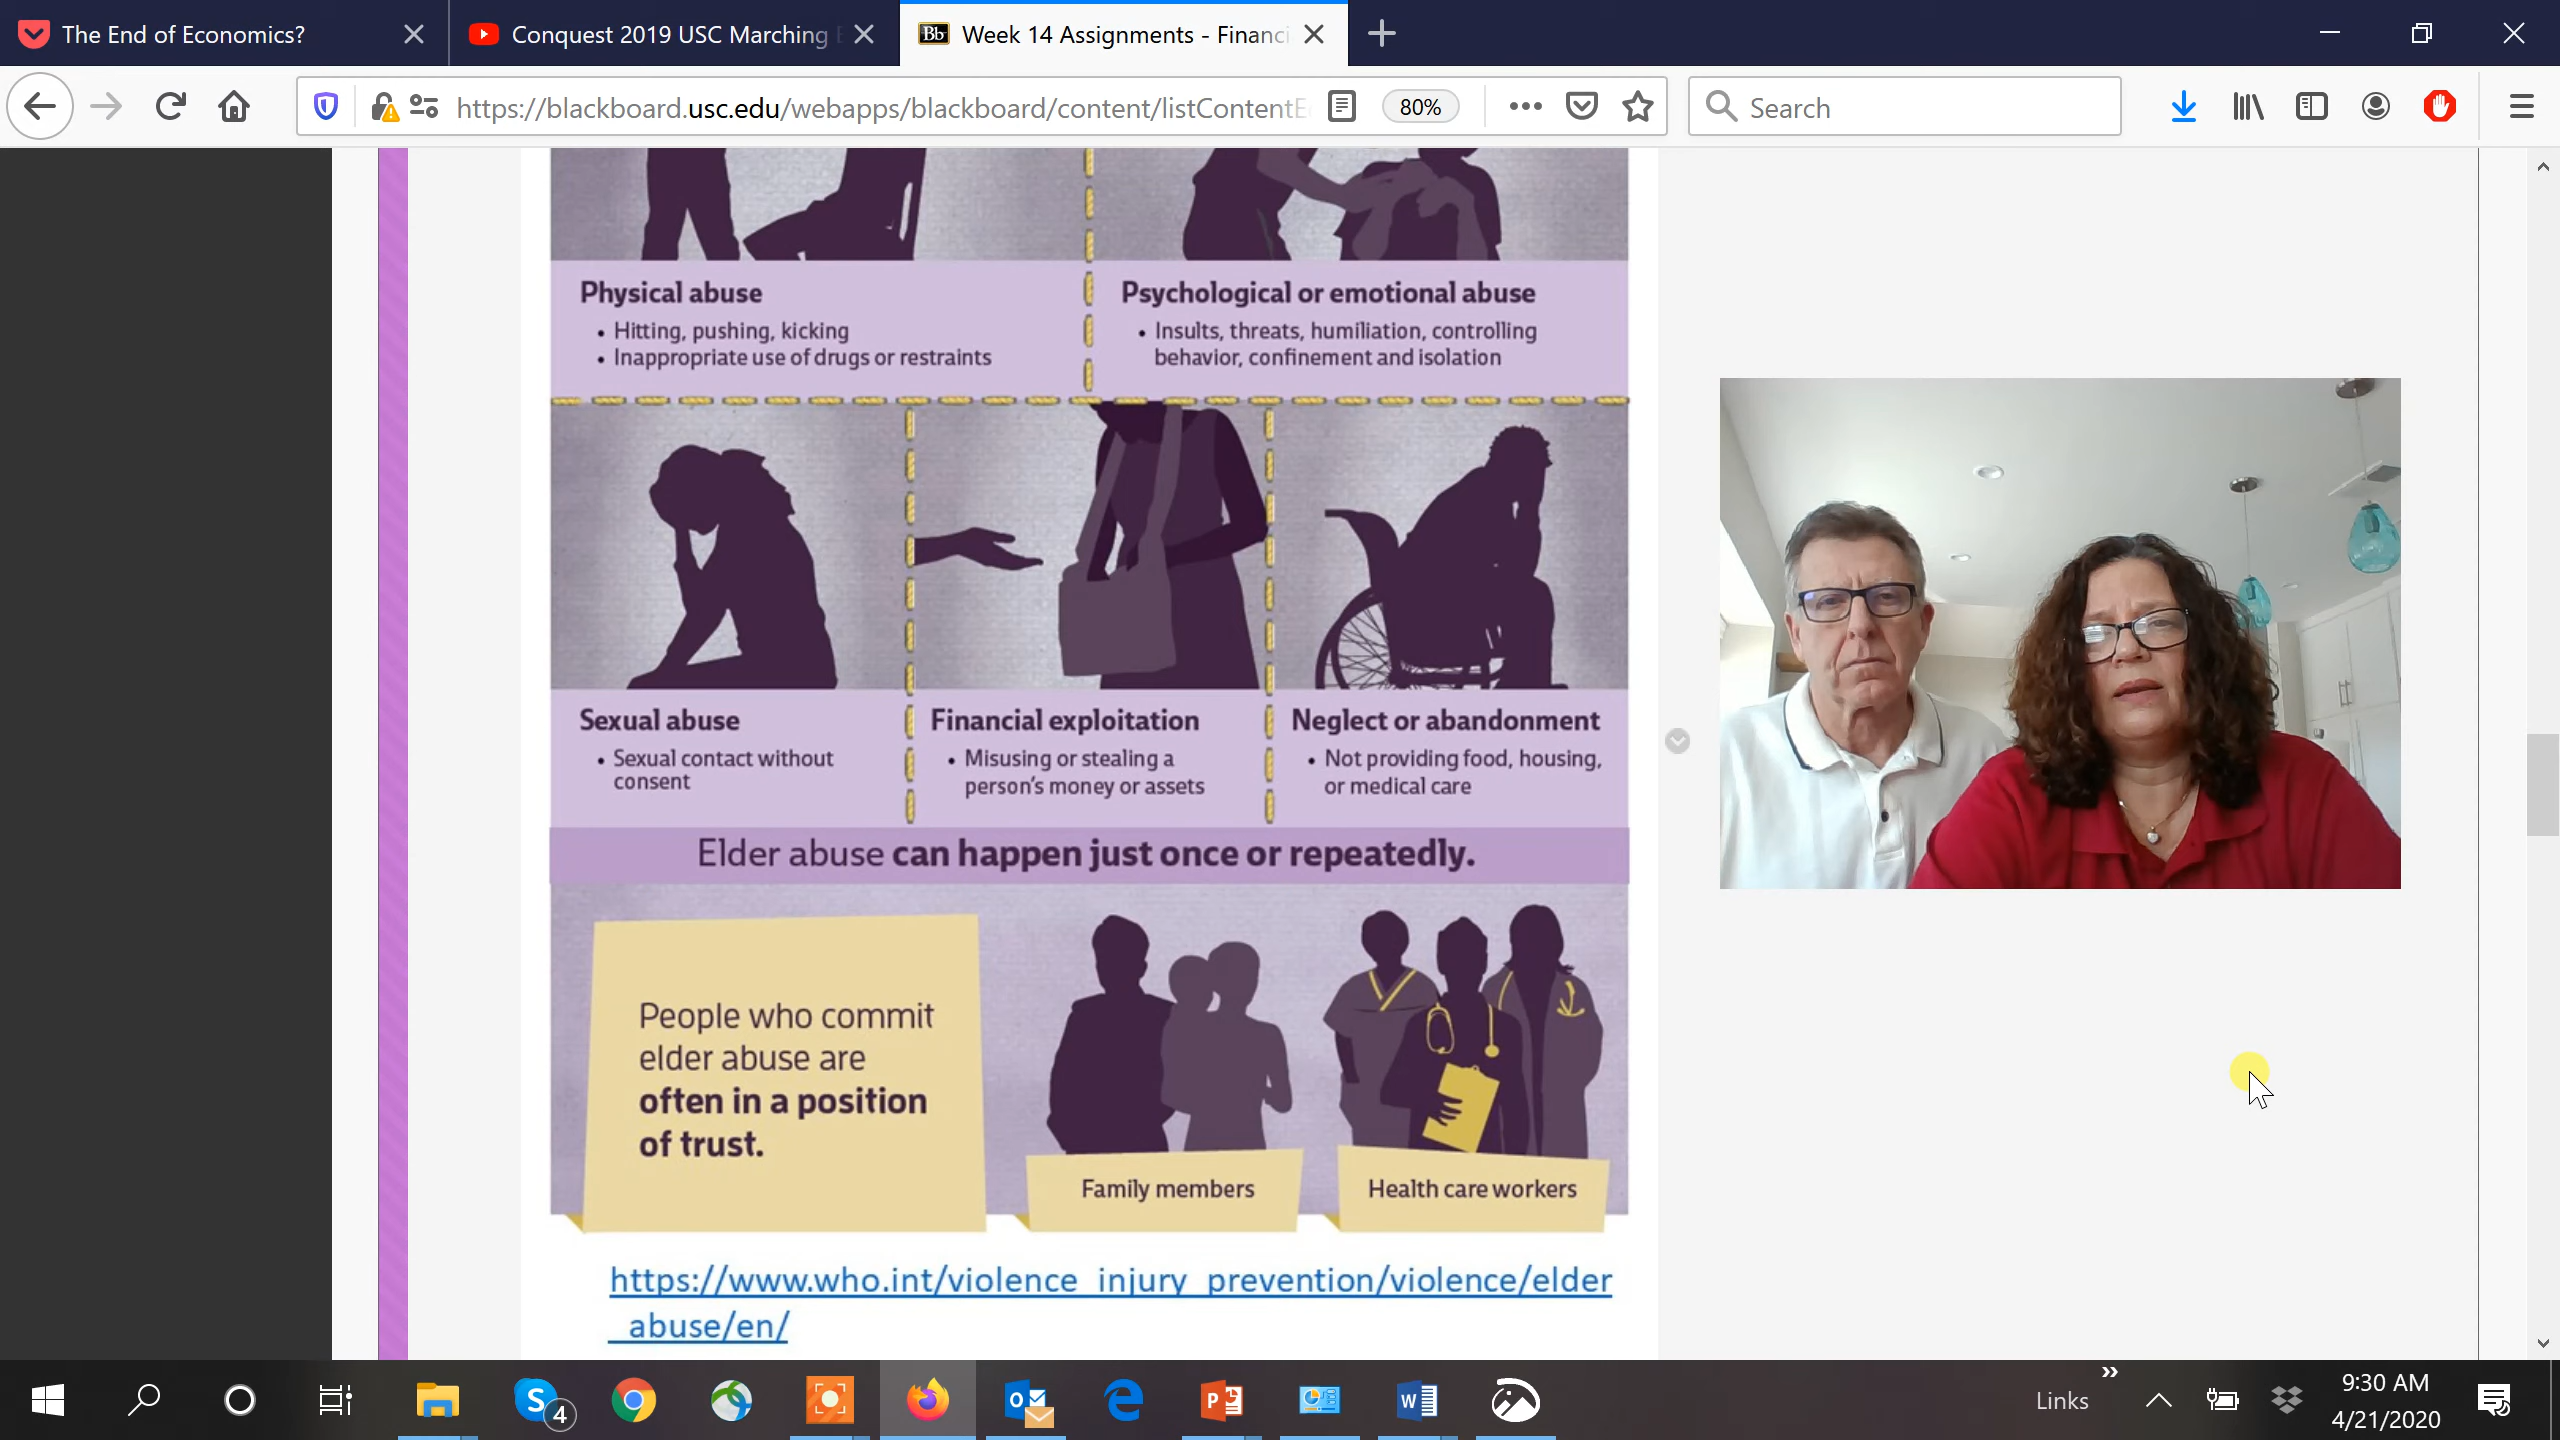 The End of Economics?
Conquest 2019 USC Marching
Bb
Week 14 Assignments - Financi
https://blackboard.usc.edu/webapps/blackboard/content/listContentE
80%
Search
Physical abuse
• Hitting, pushing, kicking
• Inappropriate use of drugs or restraints
Psychological or emotional abuse
• Insults, threats, humiliation, controlling
behavior, confinement and isolation
Sexual abuse
• Sexual contact without
consent
Financial exploitation
• Misusing or stealing a
person's money or assets
Neglect or abandonment
• Not providing food, housing,
or medical care
Elder abuse can happen just once or repeatedly.
People who commit
elder abuse are
often in a position
of trust.
Family members
Health care workers
https://www.who.int/violence_injury_prevention/violence/elder
_abuse/en/
S
4
O
P
W
Links
9:30 AM
4/21/2020